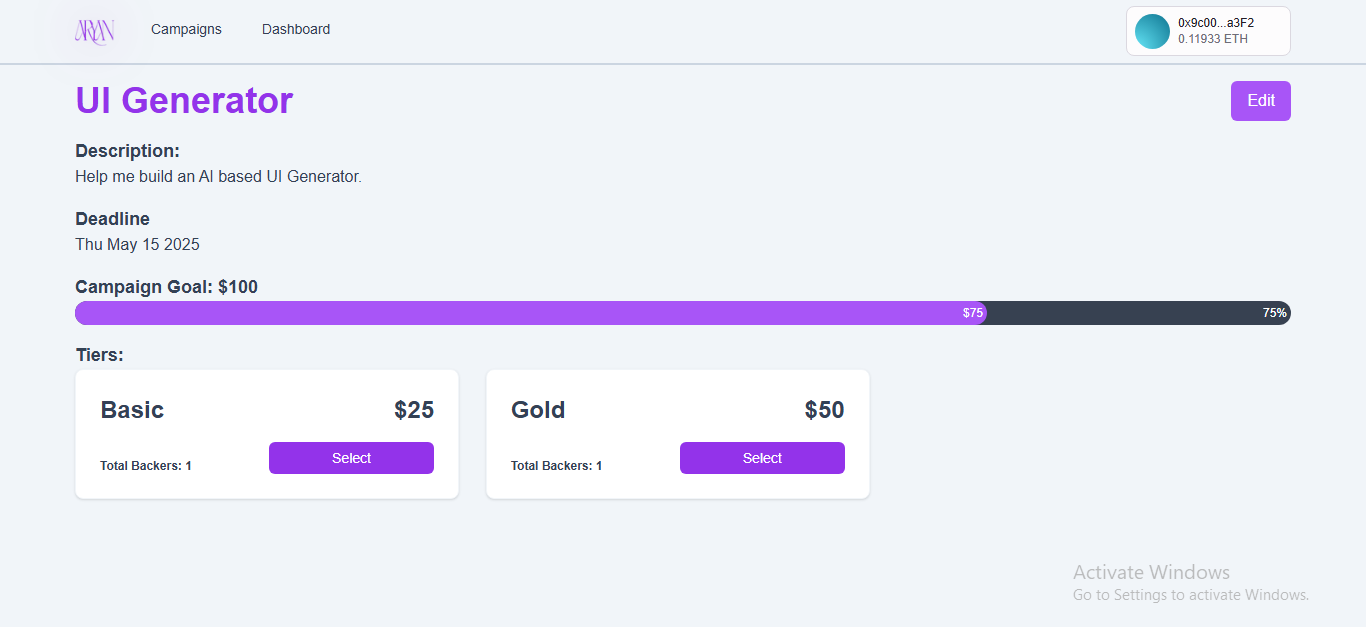 ARYAN
Campaigns
Dashboard
0x9c00...a3F2
0.11933 ETH
UI Generator
Edit
Description:
Help me build an AI based UI Generator.
Deadline
Thu May 15 2025
Campaign Goal: $100
$75
75%
Tiers:
Basic
$25
Total Backers: 1
Select
Gold
$50
Total Backers: 1
Select
Activate Windows
Go to Settings to activate Windows.